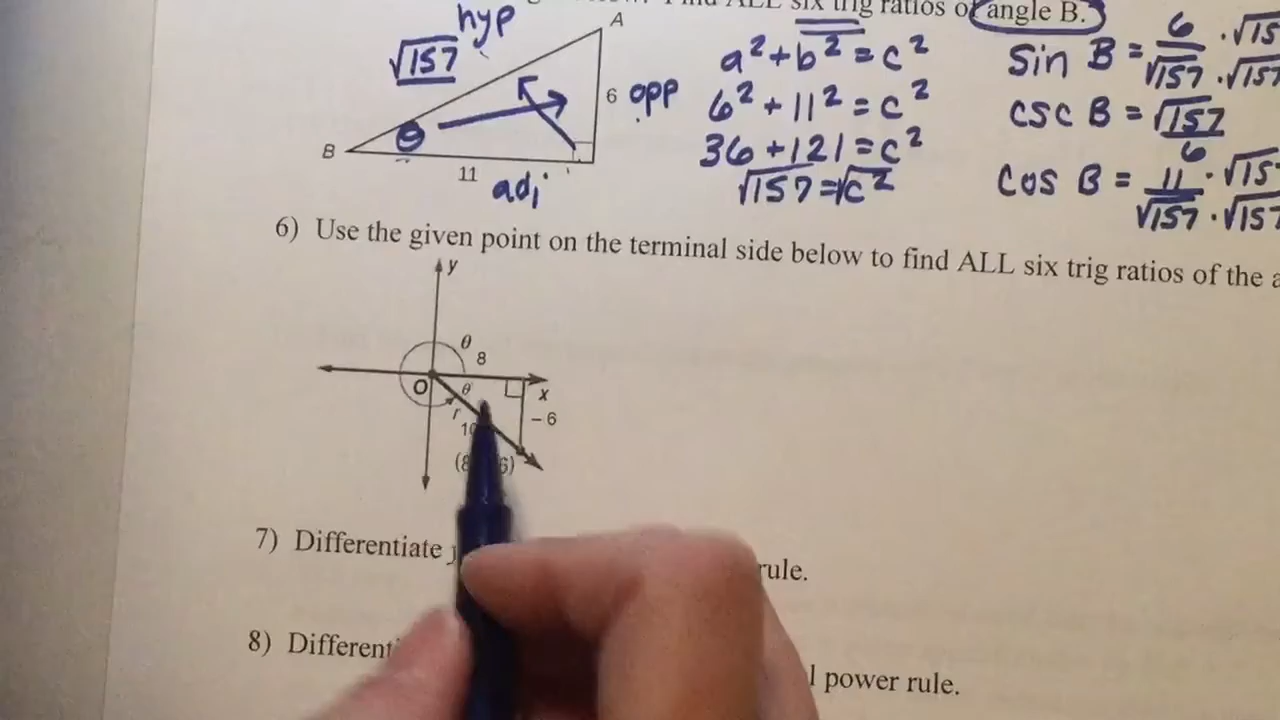 Find ALL six trig ratios of angle B.
hyp
A
√157
6 opp
θ
B
11
adj
a² + b² = c²
6² + 11² = c²
36 + 121 = c²
√157 = √c²
Sin B = 6/√157 · √15
· √15
csc B = √157/6
Cos B = 11/√157 · √15
· √15
6) Use the given point on the terminal side below to find ALL six trig ratios of the
y
θ
8
O
θ
x
r
-6
7) Differentiate
rule.
8)
power rule.